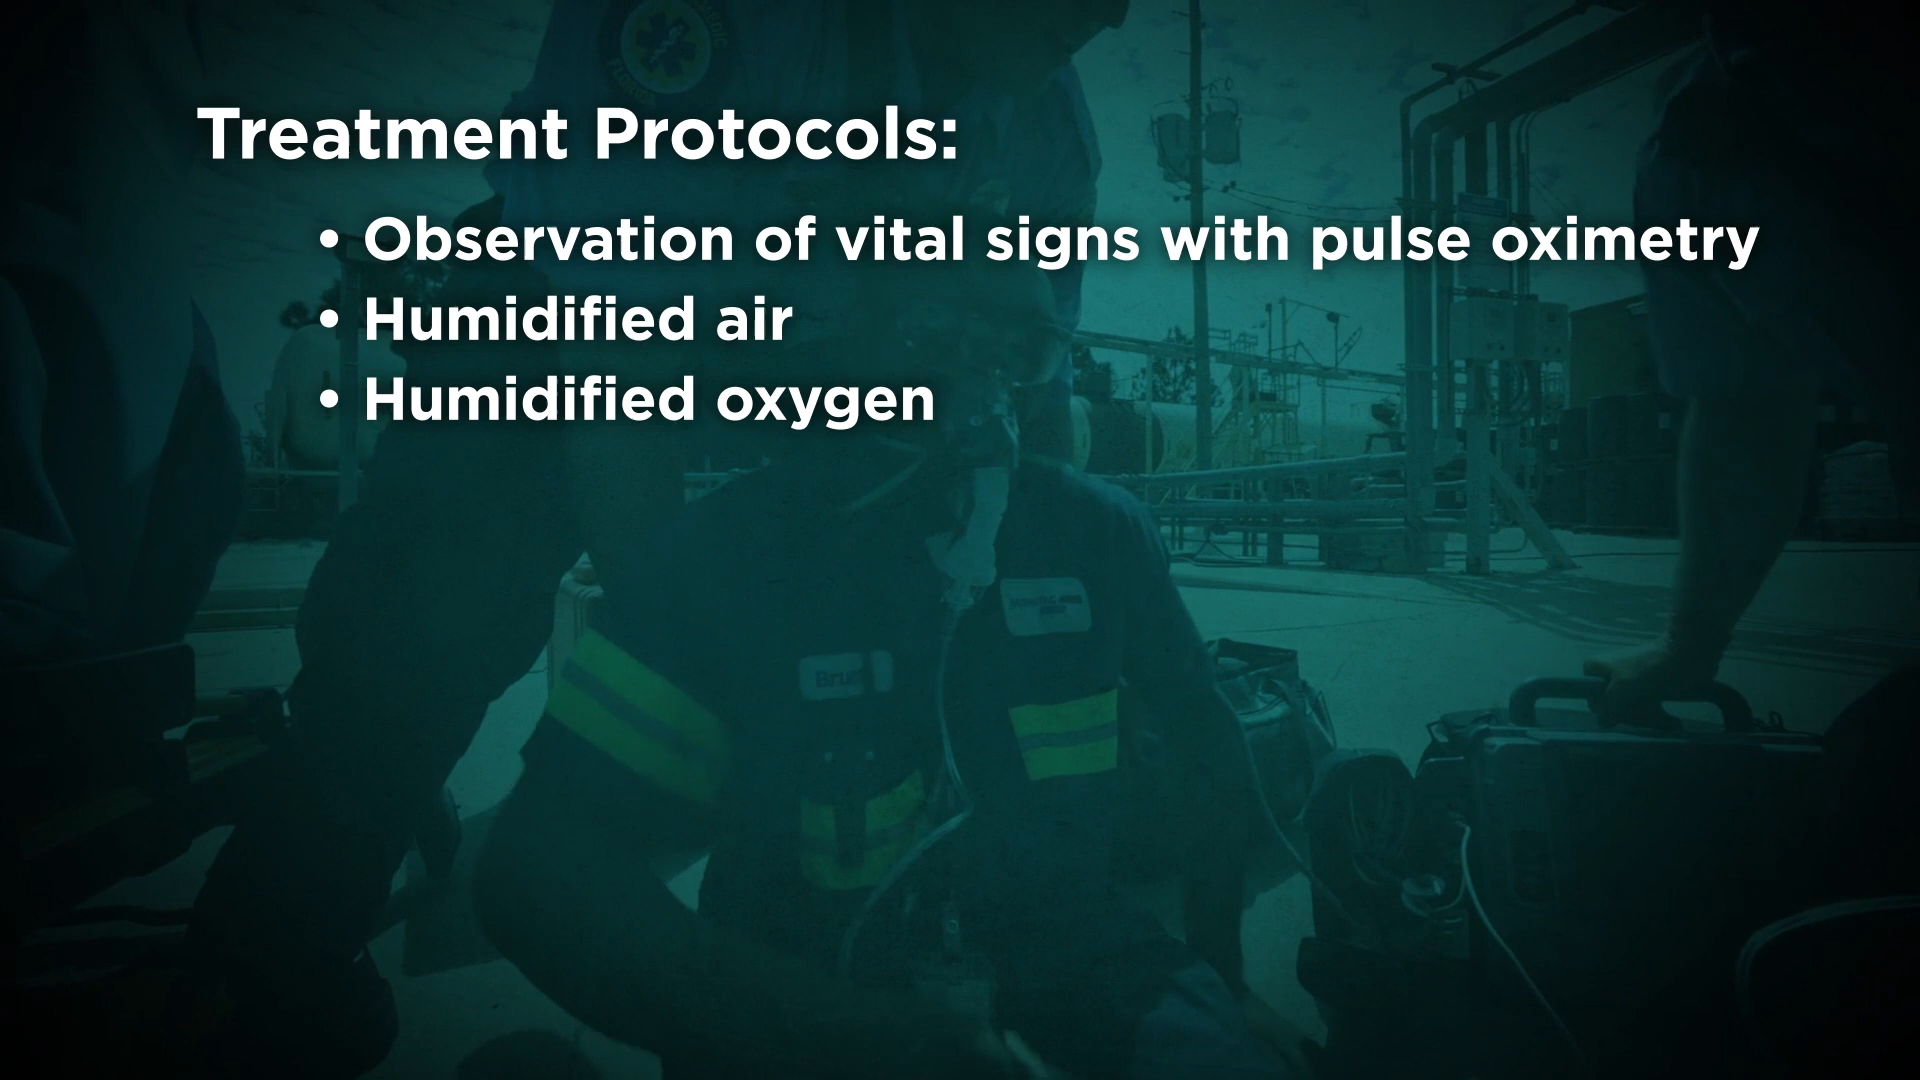 Treatment Protocols:
• Observation of vital signs with pulse oximetry
• Humidified air
• Humidified oxygen